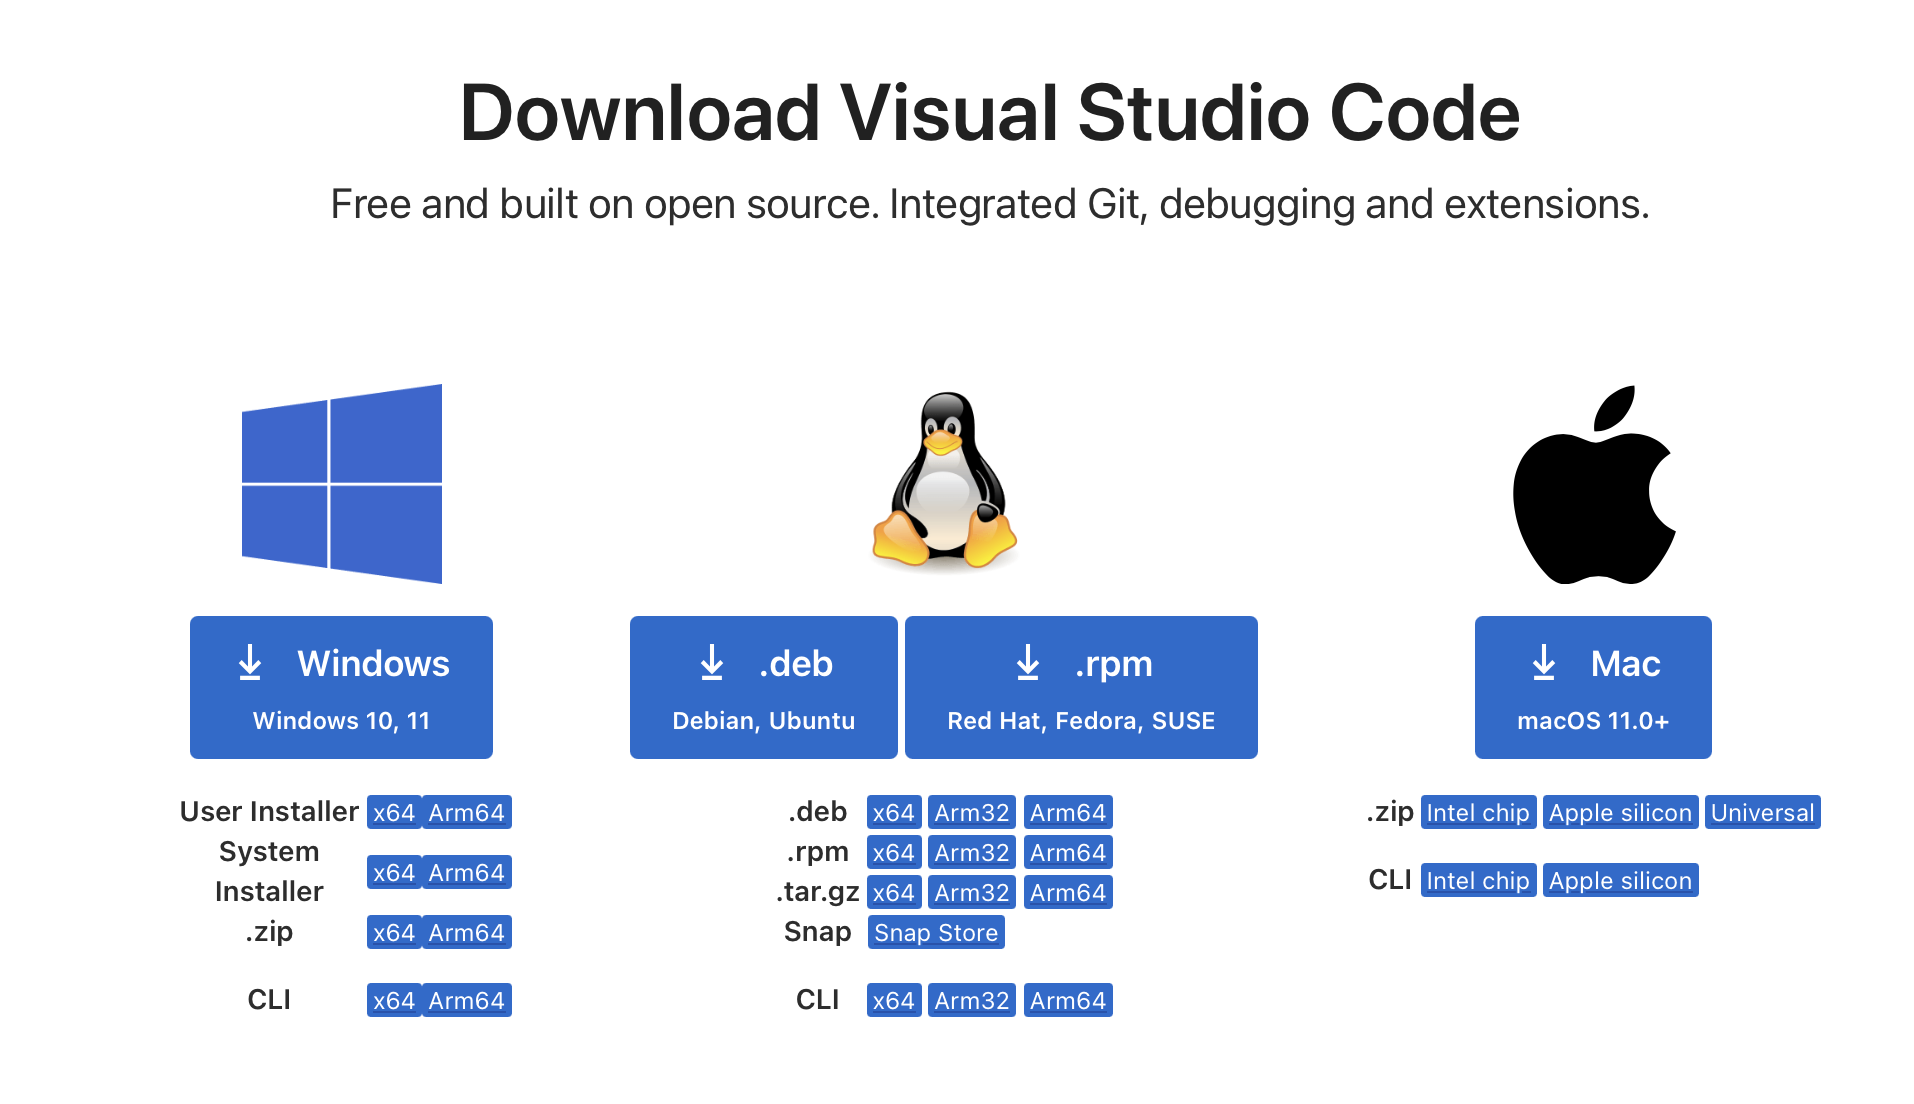 Download Visual Studio Code
Free and built on open source. Integrated Git, debugging and extensions.
Windows
Windows 10, 11
User Installer x64 Arm64
System
Installer x64 Arm64
.zip x64 Arm64
CLI x64 Arm64
.deb
Debian, Ubuntu
.rpm
Red Hat, Fedora, SUSE
.deb x64 Arm32 Arm64
.rpm x64 Arm32 Arm64
.tar.gz x64 Arm32 Arm64
Snap Snap Store
CLI x64 Arm32 Arm64
Mac
macOS 11.0+
.zip Intel chip Apple silicon Universal
CLI Intel chip Apple silicon